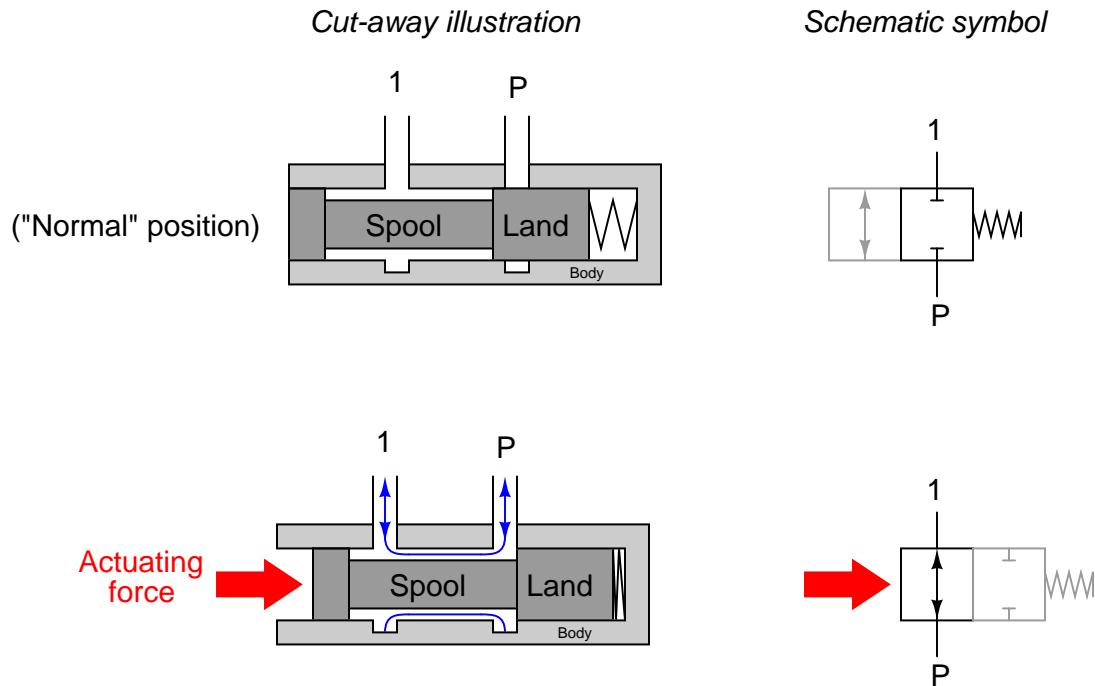 Cut-away illustration
Schematic symbol
1
P
1
("Normal" position)
Spool
Land
Body
P
1
P
1
Actuating
force
Spool
Land
Body
P